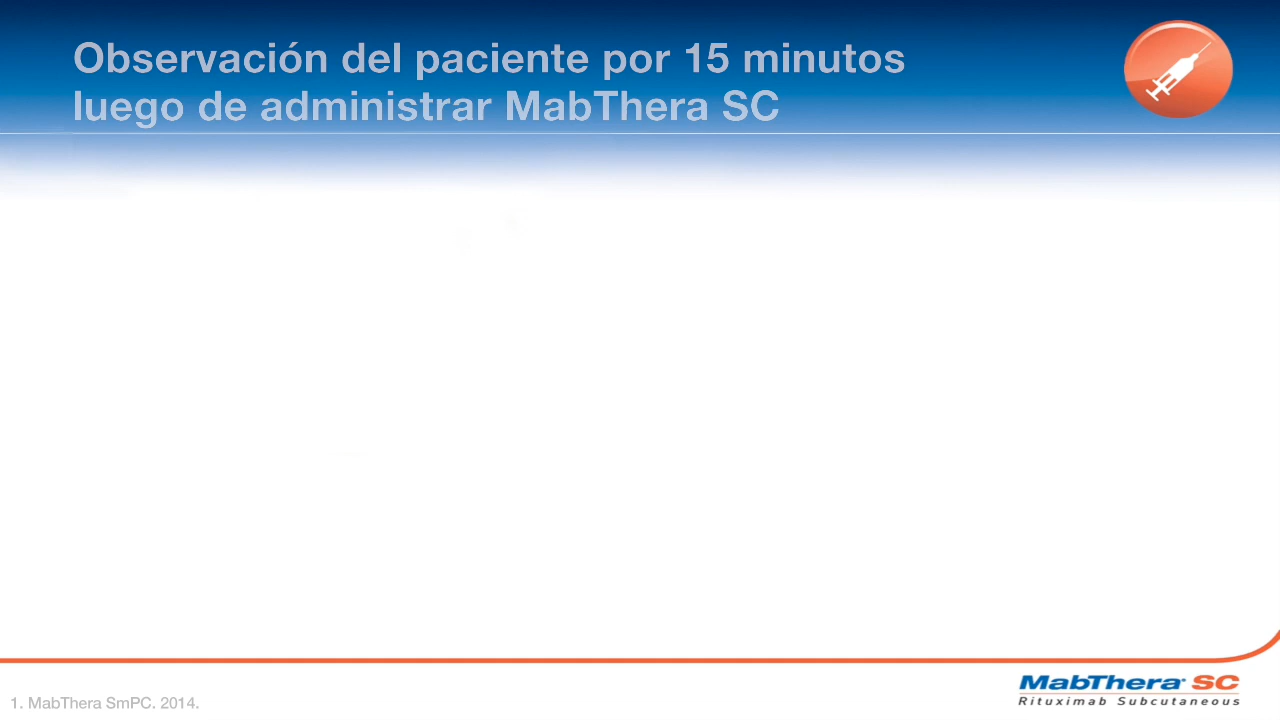 Observación del paciente por 15 minutos
luego de administrar MabThera SC
MabThera® SC
Rituximab Subcutaneous
1. MabThera SmPC. 2014.